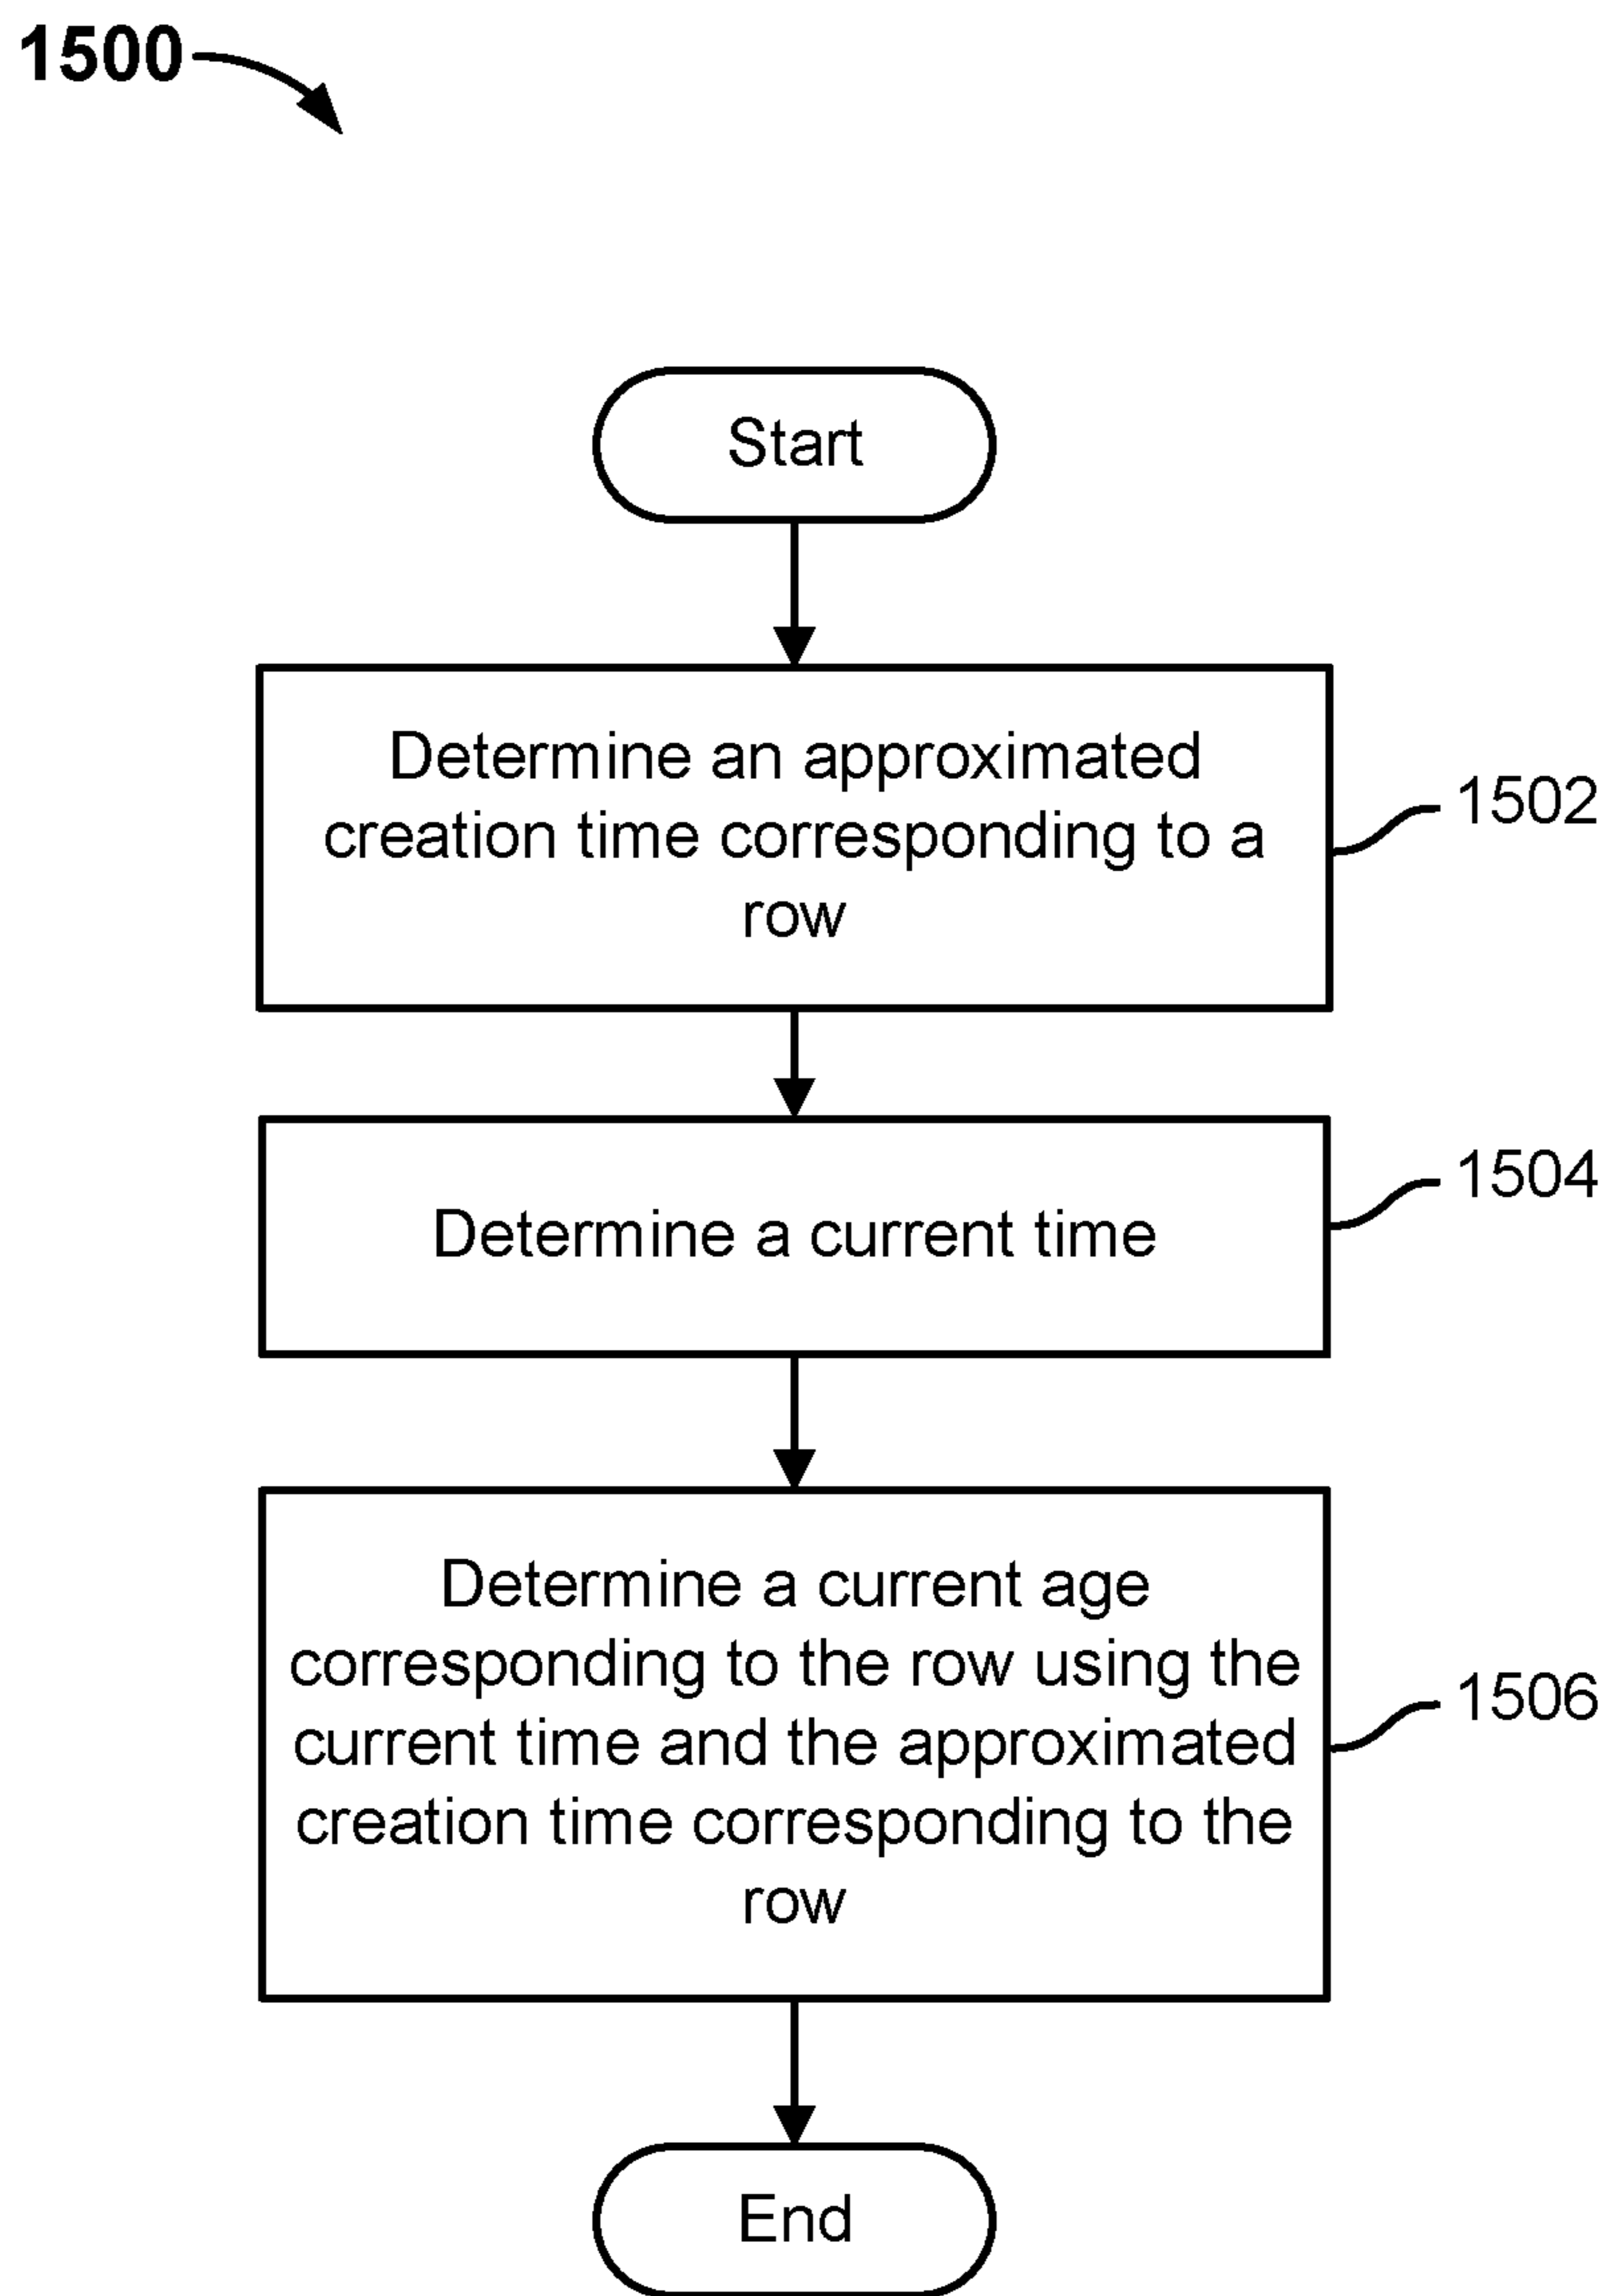 1500
Start
Determine an approximated
creation time corresponding to a
row
1502
Determine a current time
1504
Determine a current age
corresponding to the row using the
current time and the approximated
creation time corresponding to the
row
1506
End